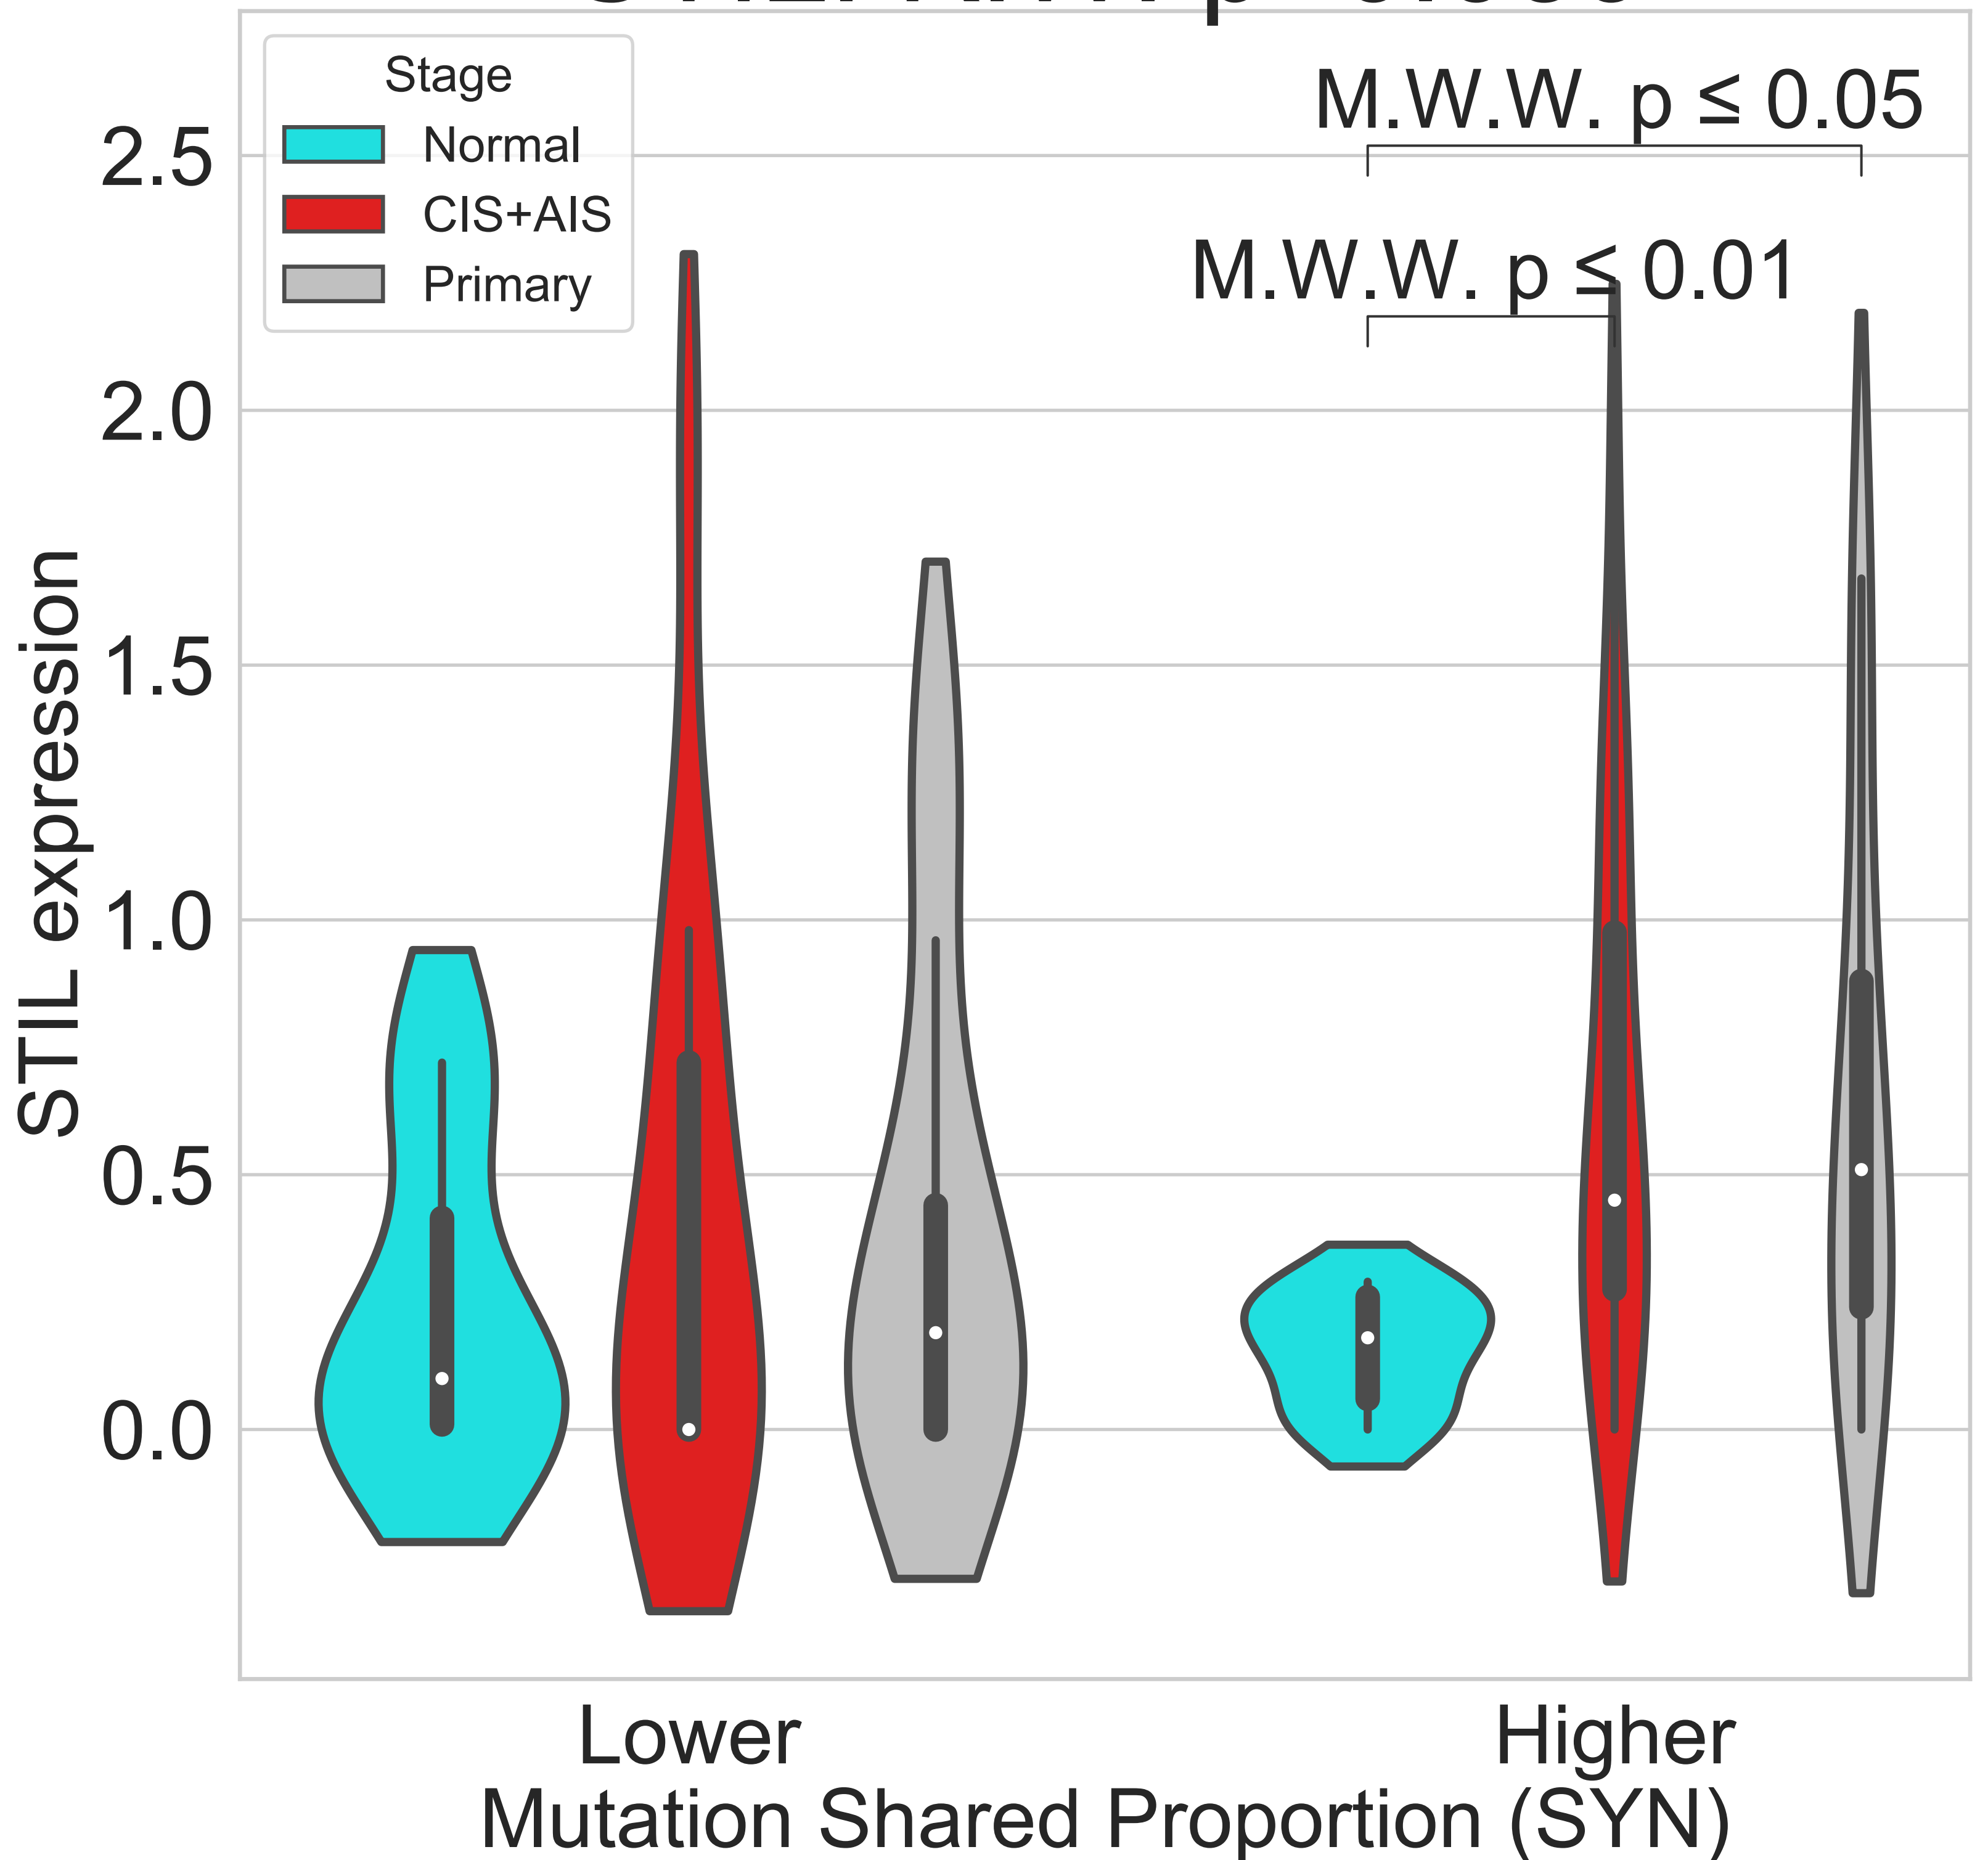 Stage
Normal
CIS+AIS
Primary
M.W.W. p ≤ 0.05
M.W.W. p ≤ 0.01
2.5
2.0
1.5
1.0
0.5
0.0
STIL expression
Lower
Higher
Mutation Shared Proportion (SYN)